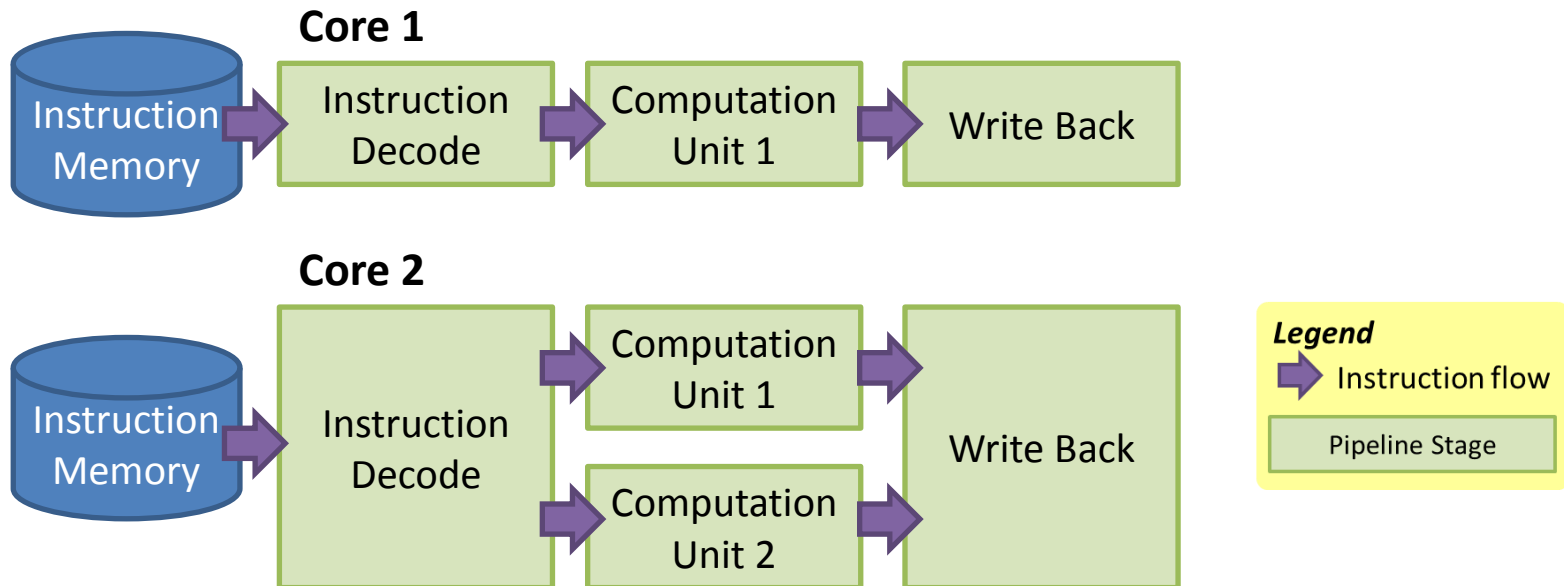 Core 1
Instruction
Memory
Instruction
Decode
Computation
Unit 1
Write Back
Core 2
Instruction
Memory
Instruction
Decode
Computation
Unit 1
Computation
Unit 2
Write Back
Legend
Instruction flow
Pipeline Stage